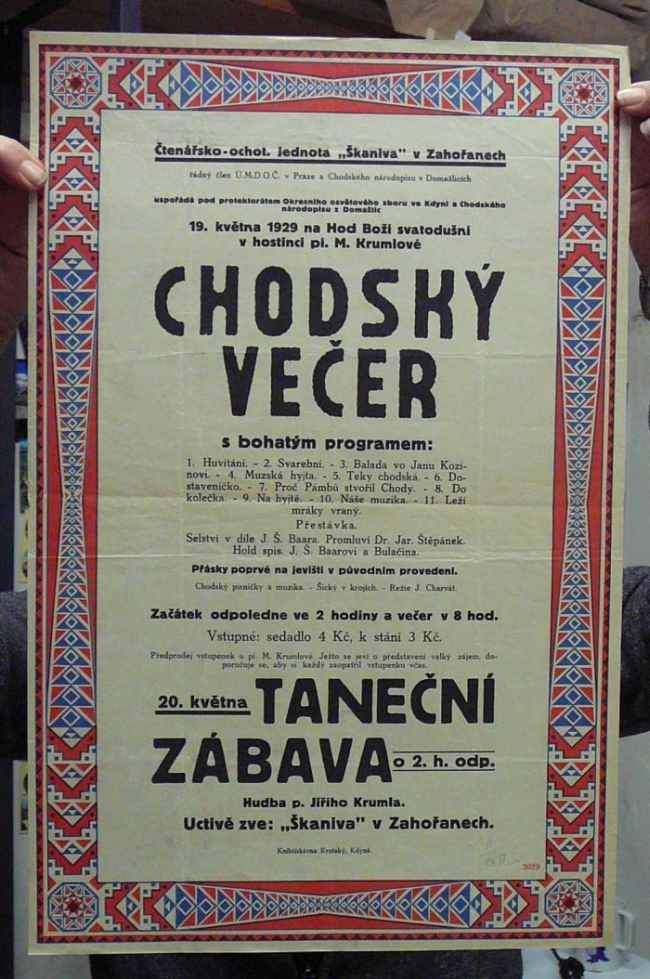 Čtenářsko-ochot. jednota „Škaniva" v Zahořanech
řádný člen Ú.M.D.O.Č. v Praze a Chodského národopisu v Domažlicích
uspořádá pod protektorátem Okresního osvětového sboru ve Kdyni a Chodského
národopisu z Domažlic
19. května 1929 na Hod Boží svatodušní
v hostinci pí. M. Krumlové
CHODSKÝ
VEČER
s bohatým programem:
1. Huvítání. - 2. Svarební. - 3. Balada vo Janu Kozi-
novi. - 4. Muzská hyjta. - 5. Teky chodská. - 6. Do-
staveníčko. - 7. Proč Pámbů stvořil Chody. - 8. Do
kolečka. - 9. Na hyjtě. - 10. Náše muzika. - 11. Leží
mráky vraný.
Přestávka.
Selství v díle J. Š. Baara. Promluví Dr. Jar. Štěpánek.
Hold spis. J. Š. Baarovi a Bulačina.
Přásky poprvé na jevišti v původním provedení.
Chodský pisničky a muzika. - Šicky v krojích. - Režie J. Charvát.
Začátek odpoledne ve 2 hodiny a večer v 8 hod.
Vstupné: sedadlo 4 Kč, k stání 3 Kč.
Předprodej vstupenek u pí. M. Krumlové. Ježto se jeví o představení velký zájem, do-
poručuje se, aby si každý zaopatřil vstupenku včas.
20. května TANEČNÍ
ZÁBAVA o 2. h. odp.
Hudba p. Jiřího Krumla.
Uctivě zve: „Škaniva" v Zahořanech.
Knihtiskárna Kretský, Kdyně.
3029